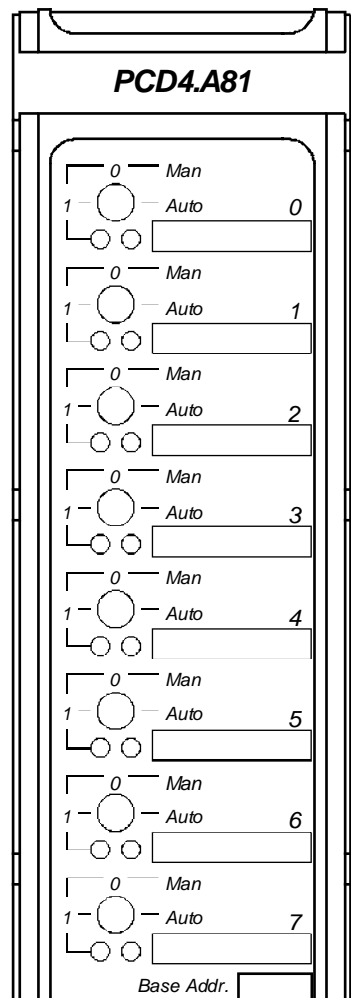 PCD4.A81
0 Man
1 Auto 0
0 Man
1 Auto 1
0 Man
1 Auto 2
0 Man
1 Auto 3
0 Man
1 Auto 4
0 Man
1 Auto 5
0 Man
1 Auto 6
0 Man
1 Auto 7
Base Addr.